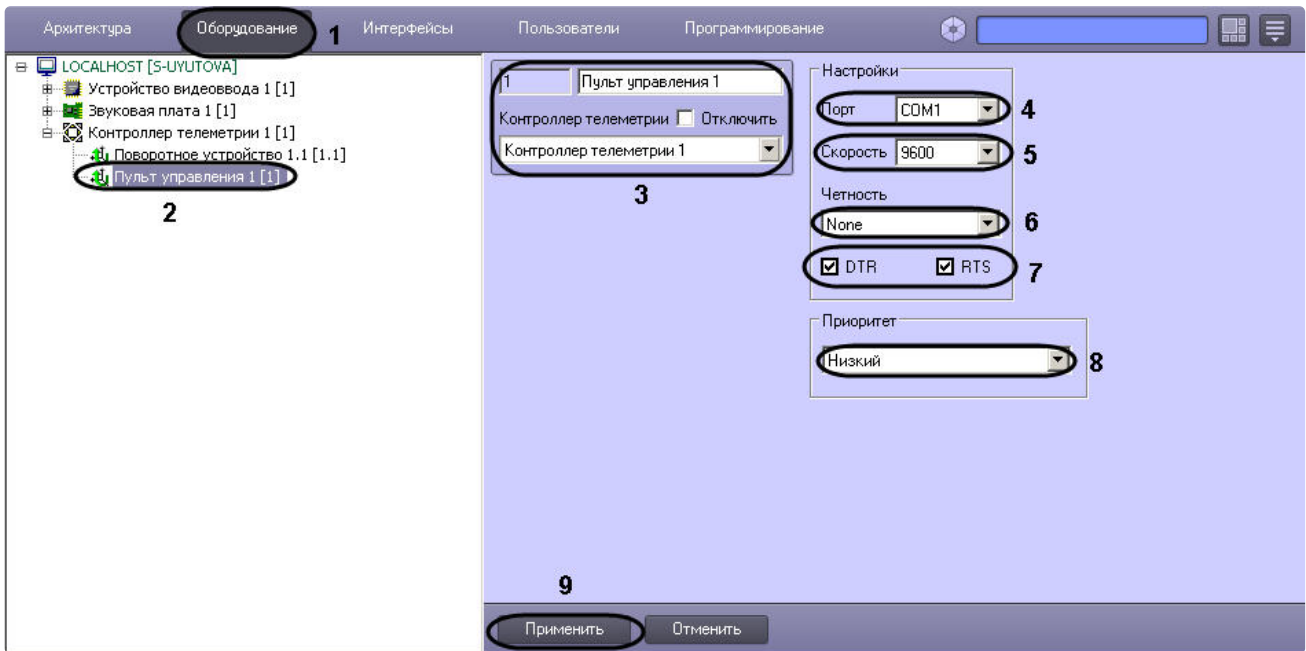 Архитектура Оборудование 1 Интерфейсы Пользователи Программирование
LOCALHOST [S-UYUTOVA]
Устройство видеоввода 1 [1]
Звуковая плата 1 [1]
Контроллер телеметрии 1 [1]
Поворотное устройство 1.1 [1.1]
Пульт управления 1 [1]
2
1 Пульт управления 1
Контроллер телеметрии Отключить
Контроллер телеметрии 1
3
Настройки
Порт COM1 4
Скорость 9600 5
Четность
None 6
DTR RTS 7
Приоритет
Низкий 8
9
Применить Отменить